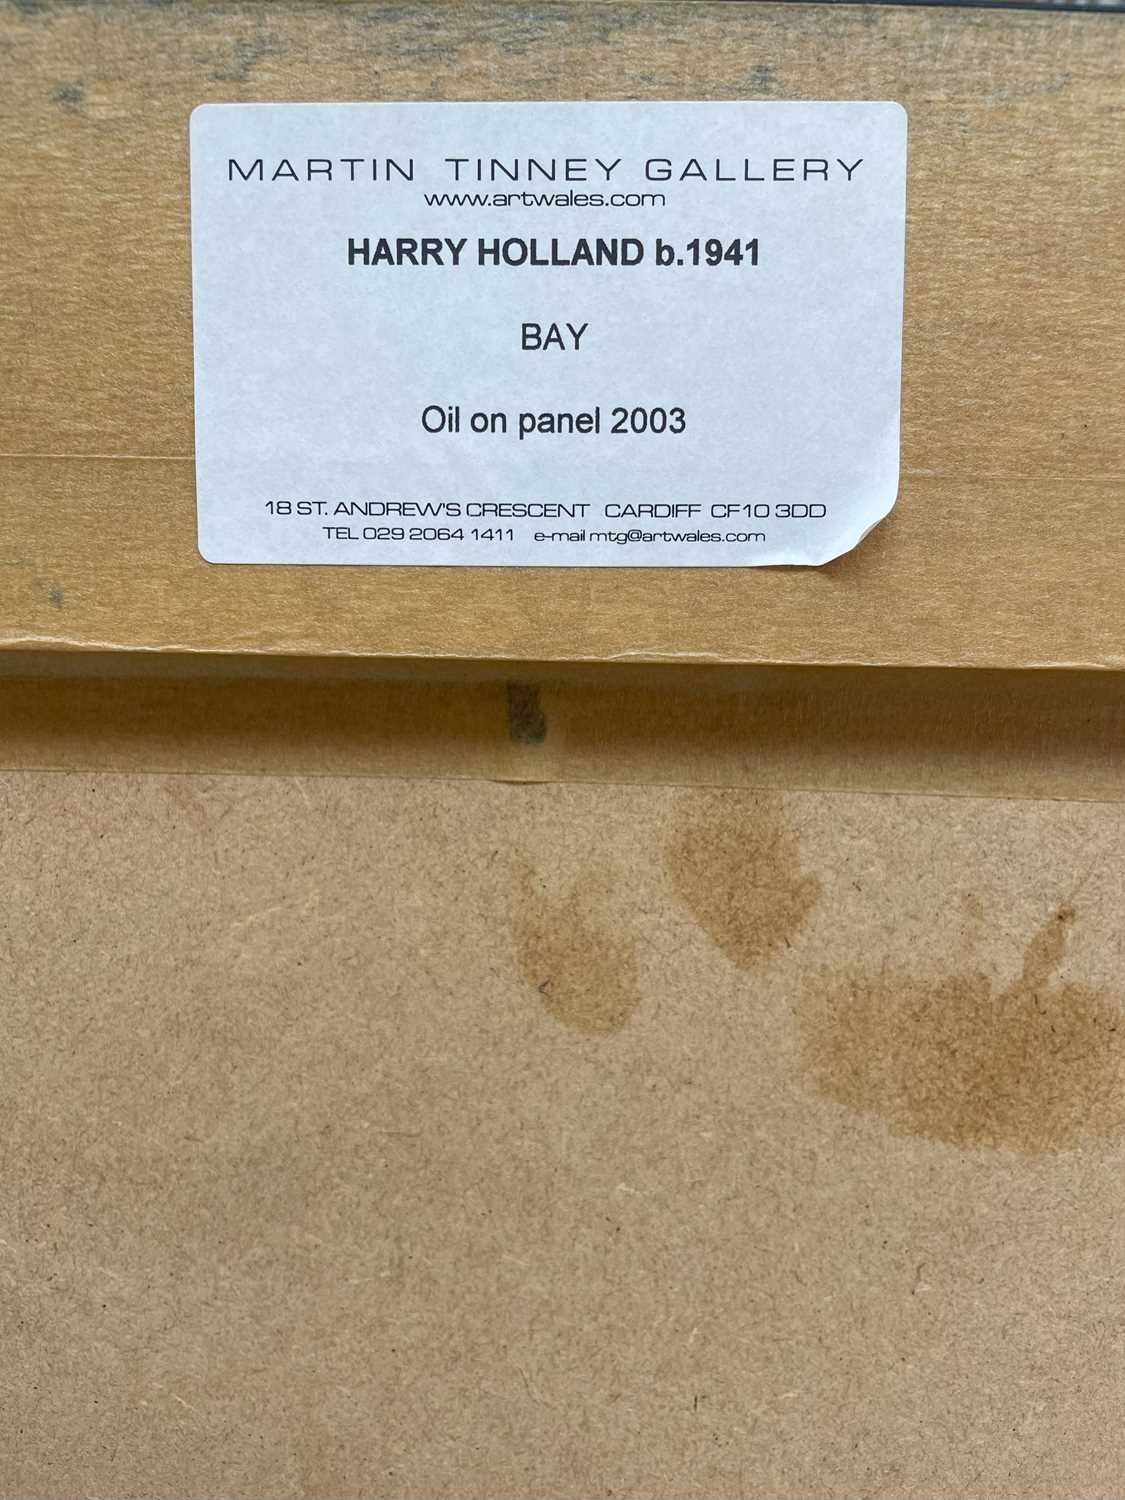 MARTIN TINNEY GALLERY
www.artwales.com
HARRY HOLLAND b.1941
BAY
Oil on panel 2003
18 ST. ANDREW'S CRESCENT CARDIFF CF10 3DD
TEL 029 2064 1411 e-mail mtg@artwales.com